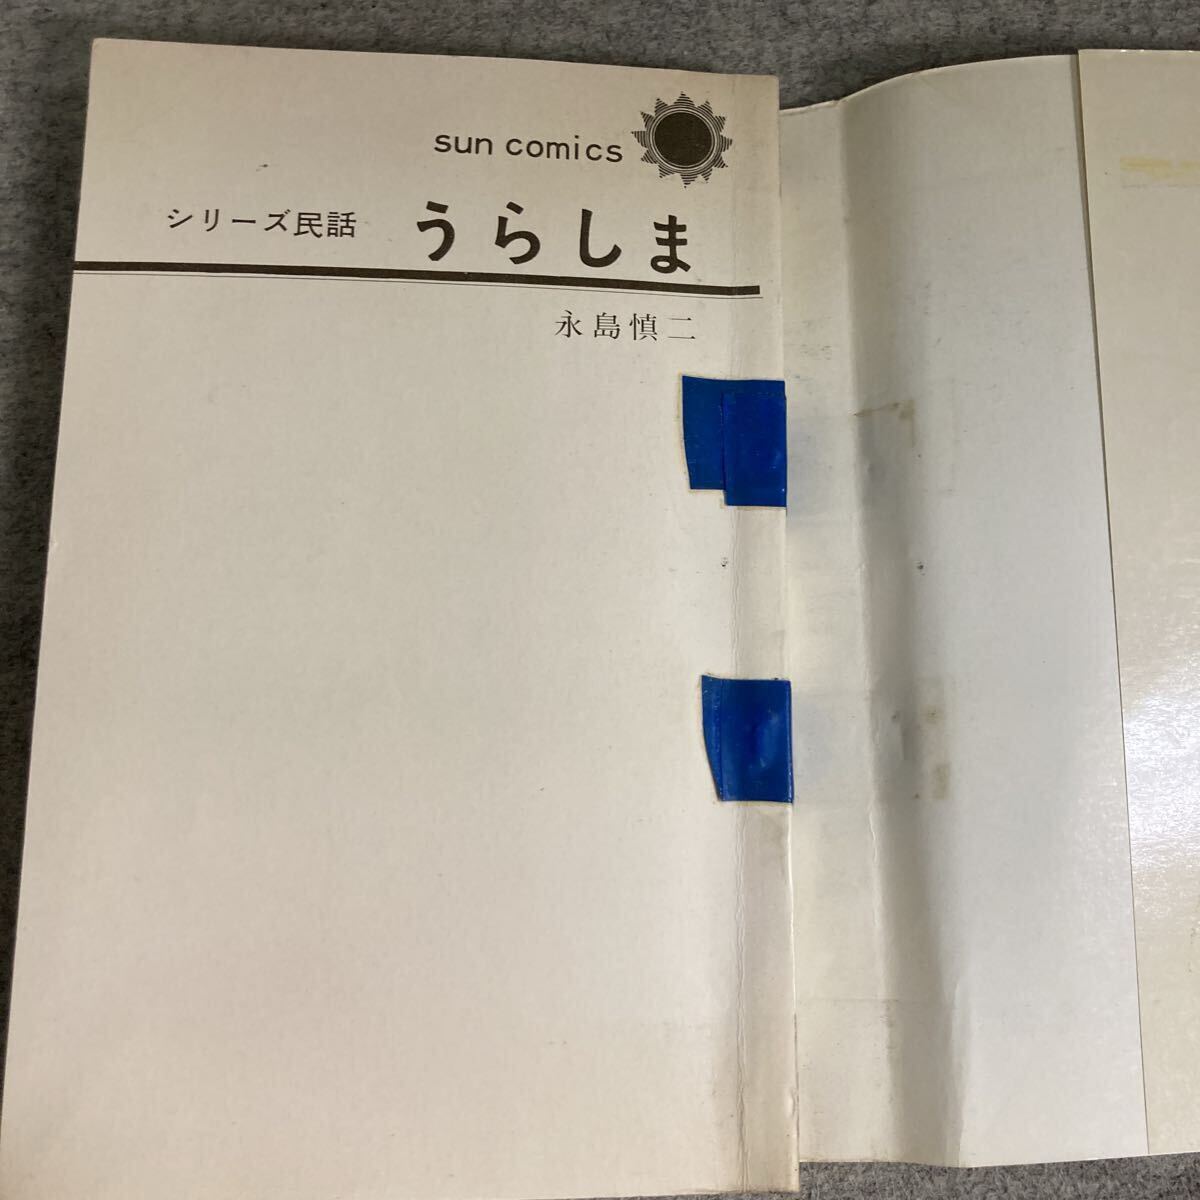 sun comics
シリーズ民話 うらしま
永島慎二